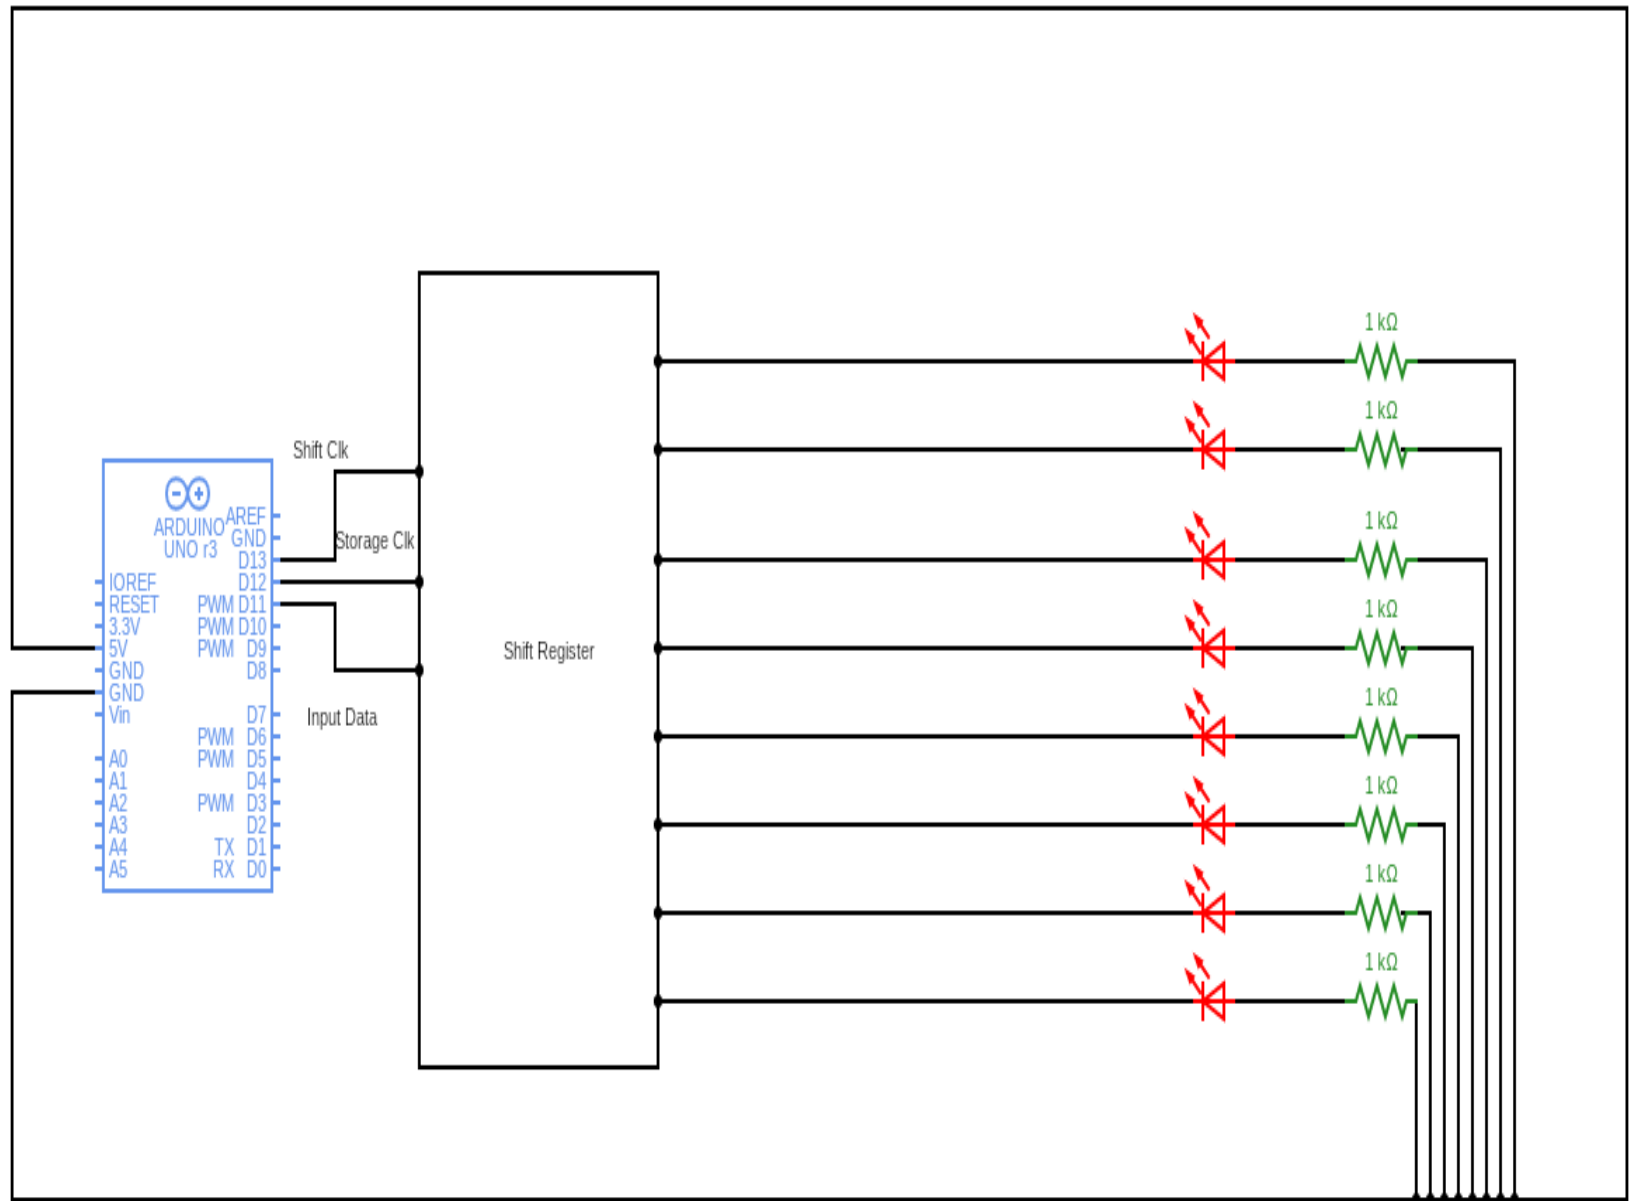 Shift Clk
Storage Clk
Input Data
ARDUINO
UNO r3
AREF
GND
D13
IOREF D12
RESET PWM D11
3.3V PWM D10
5V PWM D9
GND D8
GND
Vin D7
PWM D6
A0 PWM D5
A1 D4
A2 PWM D3
A3 D2
A4 TX D1
A5 RX D0
Shift Register
1 kΩ
1 kΩ
1 kΩ
1 kΩ
1 kΩ
1 kΩ
1 kΩ
1 kΩ